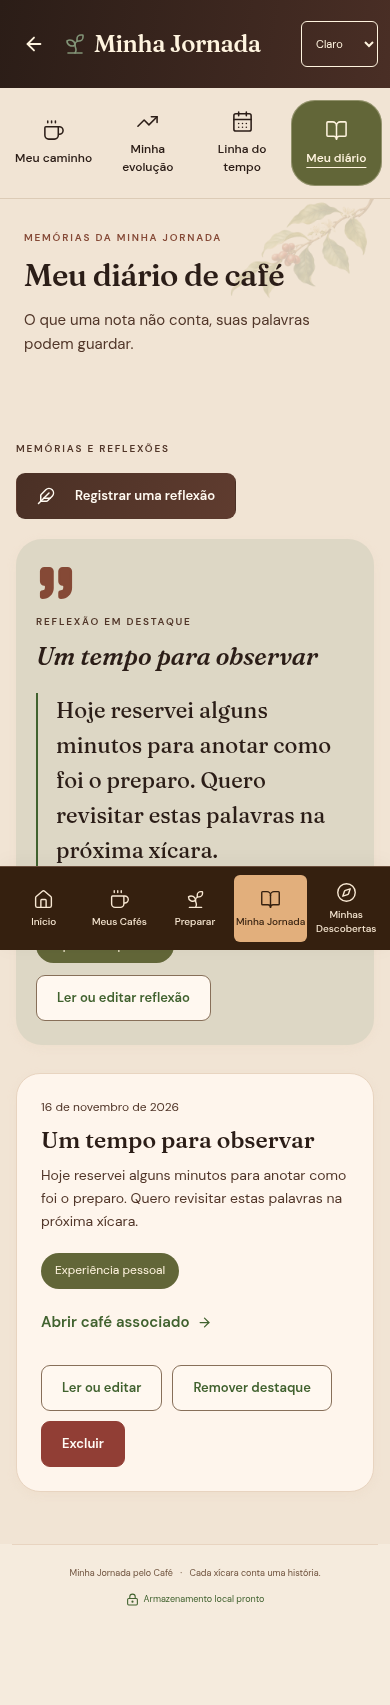 Minha Jornada
Claro
Meu caminho
Minha evolução
Linha do tempo
Meu diário
MEMÓRIAS DA MINHA JORNADA
Meu diário de café
O que uma nota não conta, suas palavras
podem guardar.
MEMÓRIAS E REFLEXÕES
Registrar uma reflexão
REFLEXÃO EM DESTAQUE
Um tempo para observar
Hoje reservei alguns
minutos para anotar como
foi o preparo. Quero
revisitar estas palavras na
próxima xícara.
Início
Meus Cafés
Preparar
Minha Jornada
Minhas
Descobertas
Ler ou editar reflexão
16 de novembro de 2026
Um tempo para observar
Hoje reservei alguns minutos para anotar como
foi o preparo. Quero revisitar estas palavras na
próxima xícara.
Experiência pessoal
Abrir café associado →
Ler ou editar
Remover destaque
Excluir
Minha Jornada pelo Café · Cada xícara conta uma história.
Armazenamento local pronto